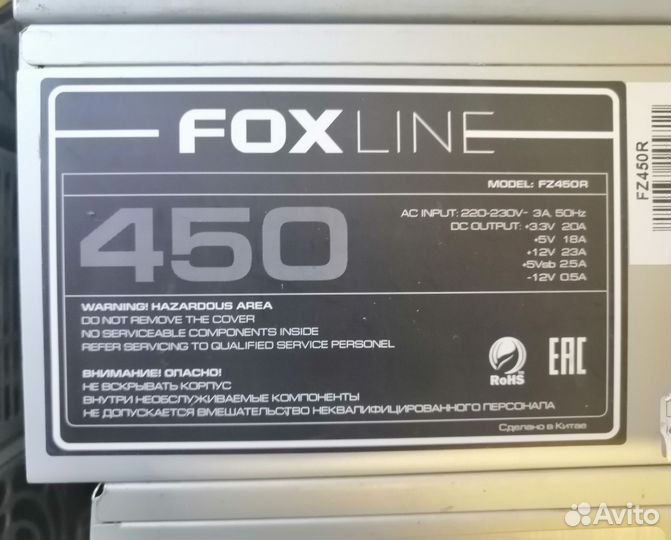 FOXLINE
MODEL: FZ450R
450
AC INPUT: 220-230V~ 3A, 50Hz
DC OUTPUT: +3.3V 20A
+5V 18A
+12V 23A
+5Vsb 2.5A
-12V 0.5A
WARNING! HAZARDOUS AREA
DO NOT REMOVE THE COVER
NO SERVICEABLE COMPONENTS INSIDE
REFER SERVICING TO QUALIFIED SERVICE PERSONEL
ВНИМАНИЕ! ОПАСНО!
НЕ ВСКРЫВАТЬ КОРПУС
ВНУТРИ НЕОБСЛУЖИВАЕМЫЕ КОМПОНЕНТЫ
НЕ ДОПУСКАЕТСЯ ВМЕШАТЕЛЬСТВО НЕКВАЛИФИЦИРОВАННОГО ПЕРСОНАЛА
RoHS
EAC
Сделано в Китае
FZ450R
Avito